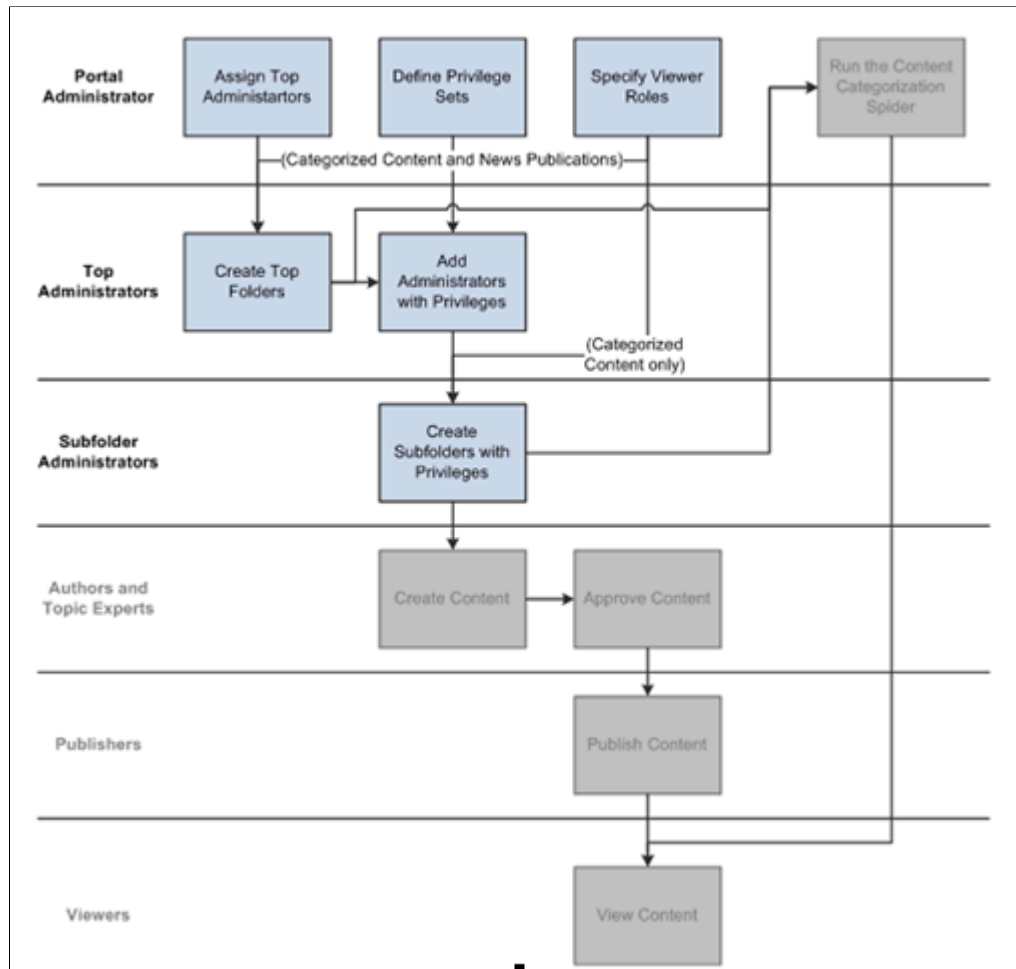 Portal
Administrator
Assign Top
Administartors
Define Privilege
Sets
Specify Viewer
Roles
Run the Content
Categorization
Spider
(Categorized Content and News Publications)
Top
Administrators
Create Top
Folders
Add
Administrators
with Privileges
(Categorized
Content only)
Subfolder
Administrators
Create
Subfolders with
Privileges
Authors and
Topic Experts
Create Content
Approve Content
Publishers
Publish Content
Viewers
View Content